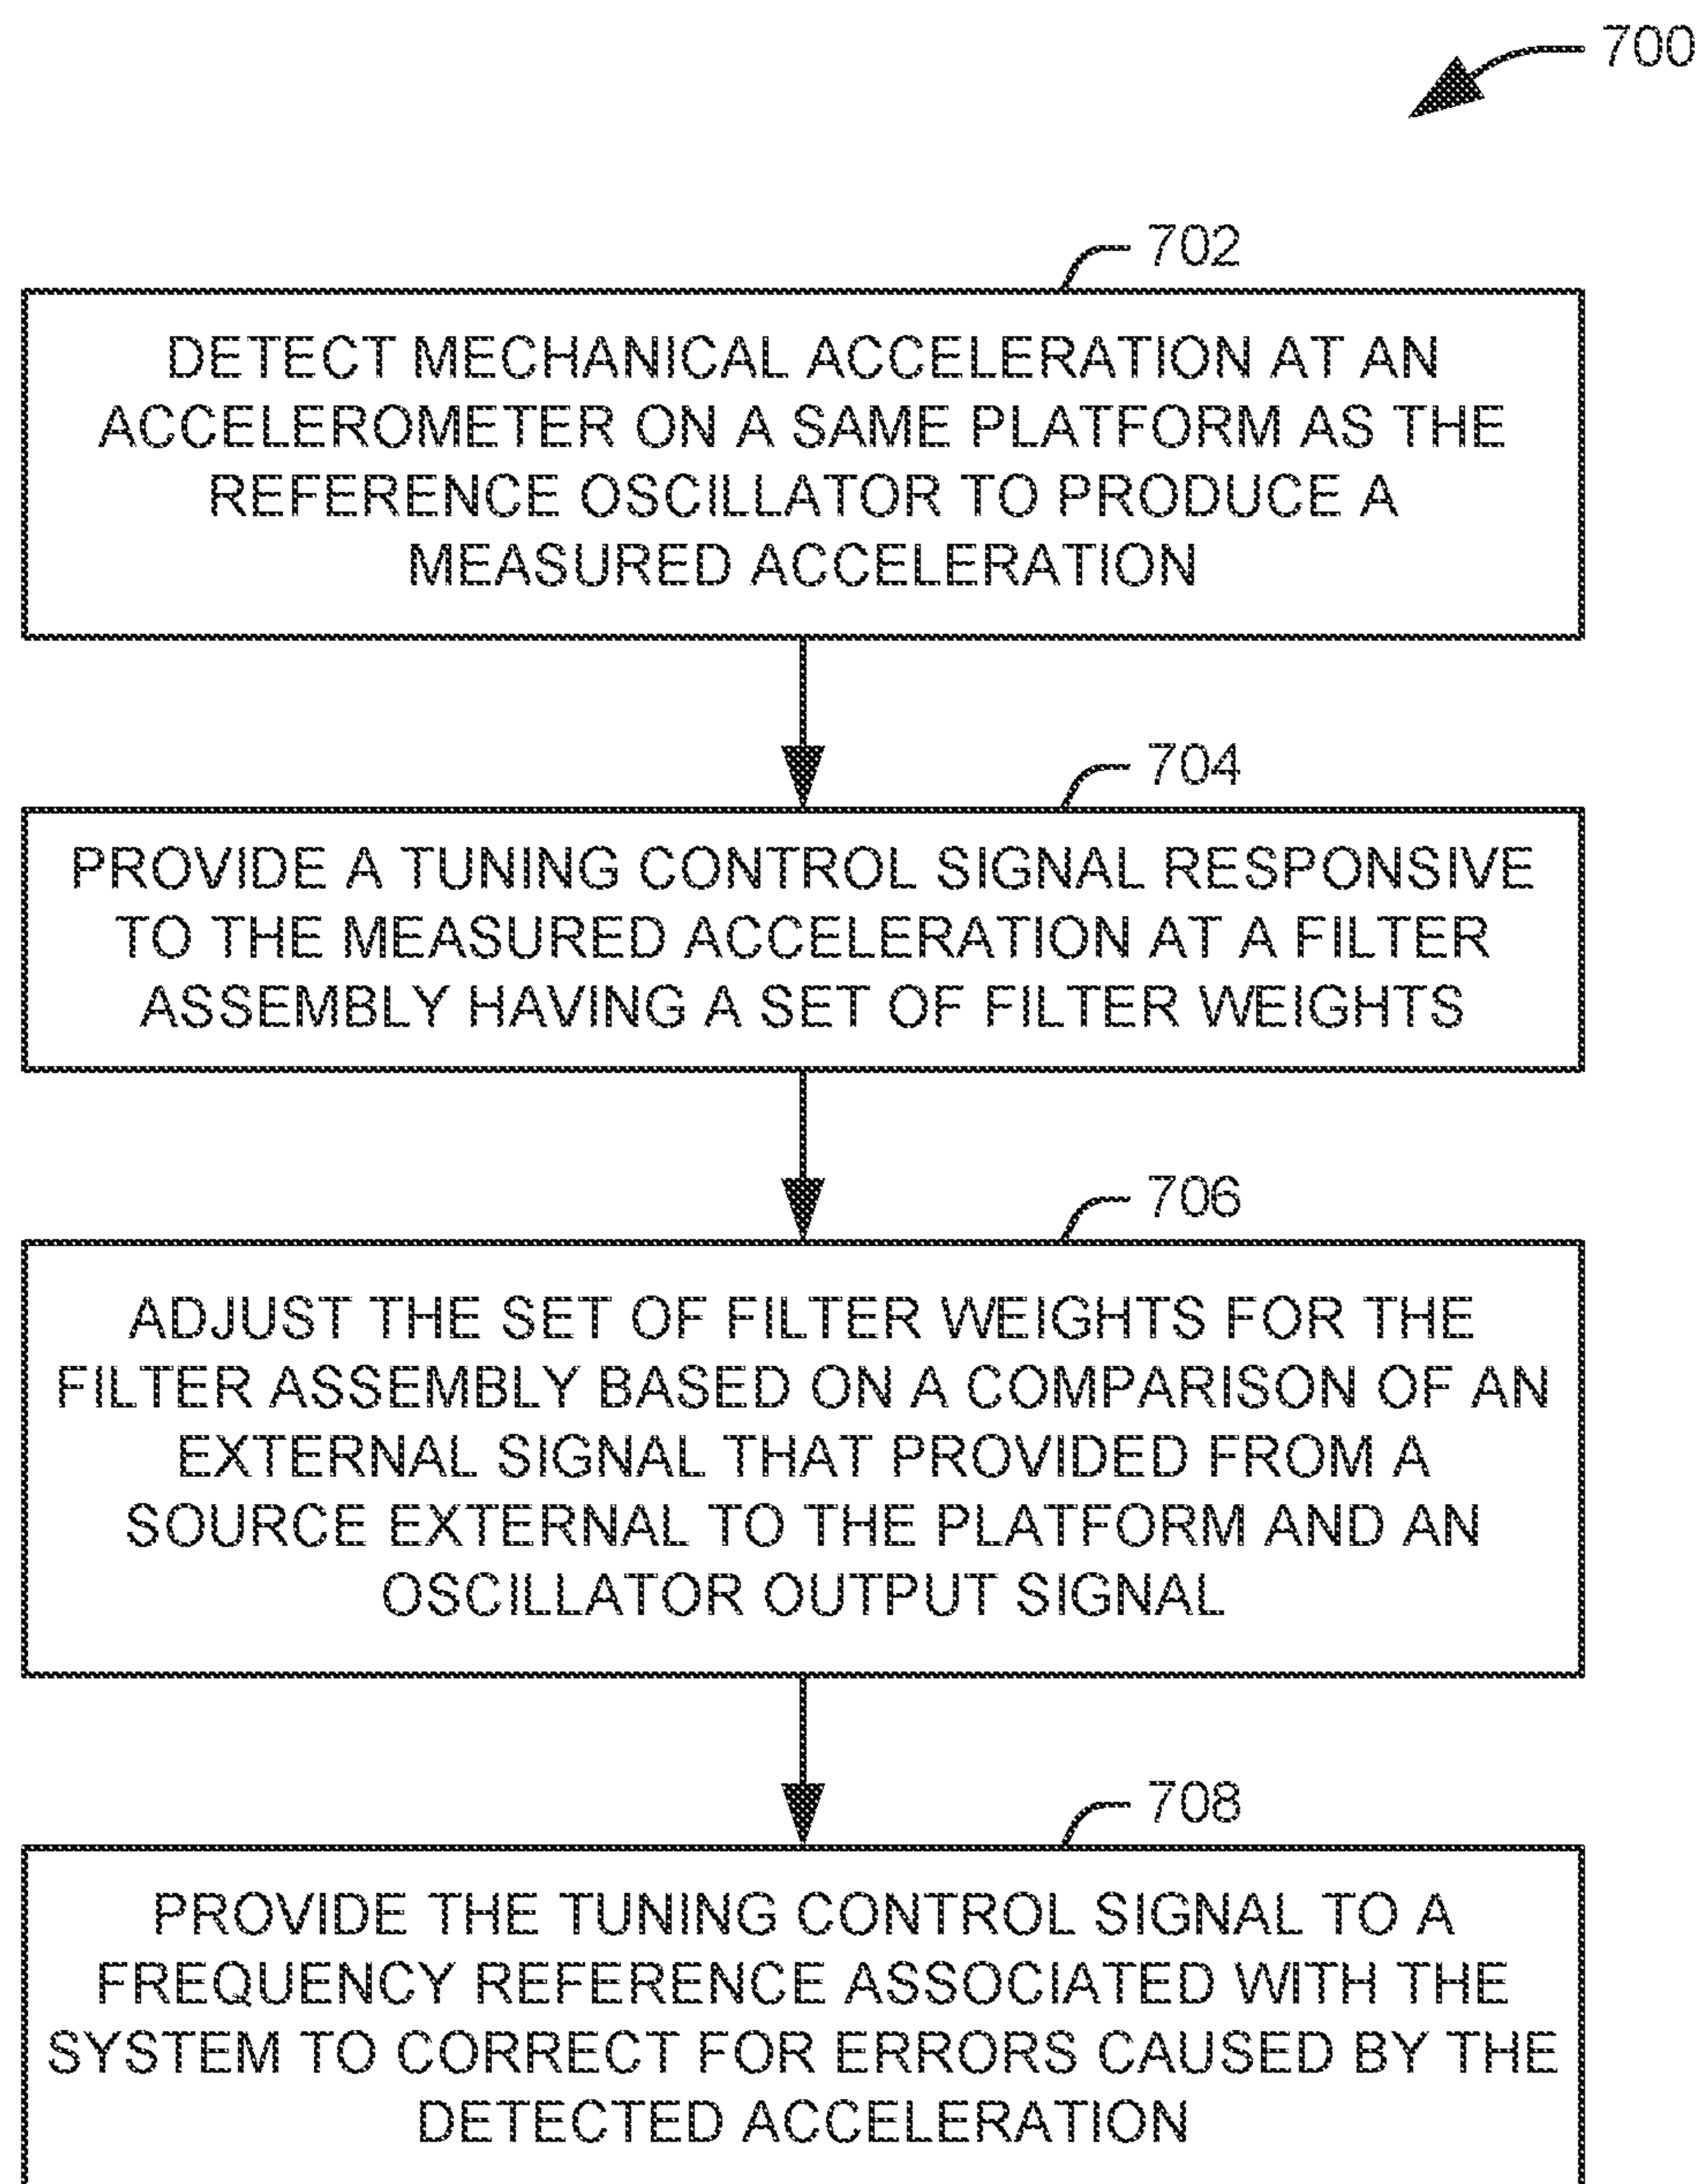 700
702
DETECT MECHANICAL ACCELERATION AT AN
ACCELEROMETER ON A SAME PLATFORM AS THE
REFERENCE OSCILLATOR TO PRODUCE A
MEASURED ACCELERATION
704
PROVIDE A TUNING CONTROL SIGNAL RESPONSIVE
TO THE MEASURED ACCELERATION AT A FILTER
ASSEMBLY HAVING A SET OF FILTER WEIGHTS
706
ADJUST THE SET OF FILTER WEIGHTS FOR THE
FILTER ASSEMBLY BASED ON A COMPARISON OF AN
EXTERNAL SIGNAL THAT PROVIDED FROM A
SOURCE EXTERNAL TO THE PLATFORM AND AN
OSCILLATOR OUTPUT SIGNAL
708
PROVIDE THE TUNING CONTROL SIGNAL TO A
FREQUENCY REFERENCE ASSOCIATED WITH THE
SYSTEM TO CORRECT FOR ERRORS CAUSED BY THE
DETECTED ACCELERATION